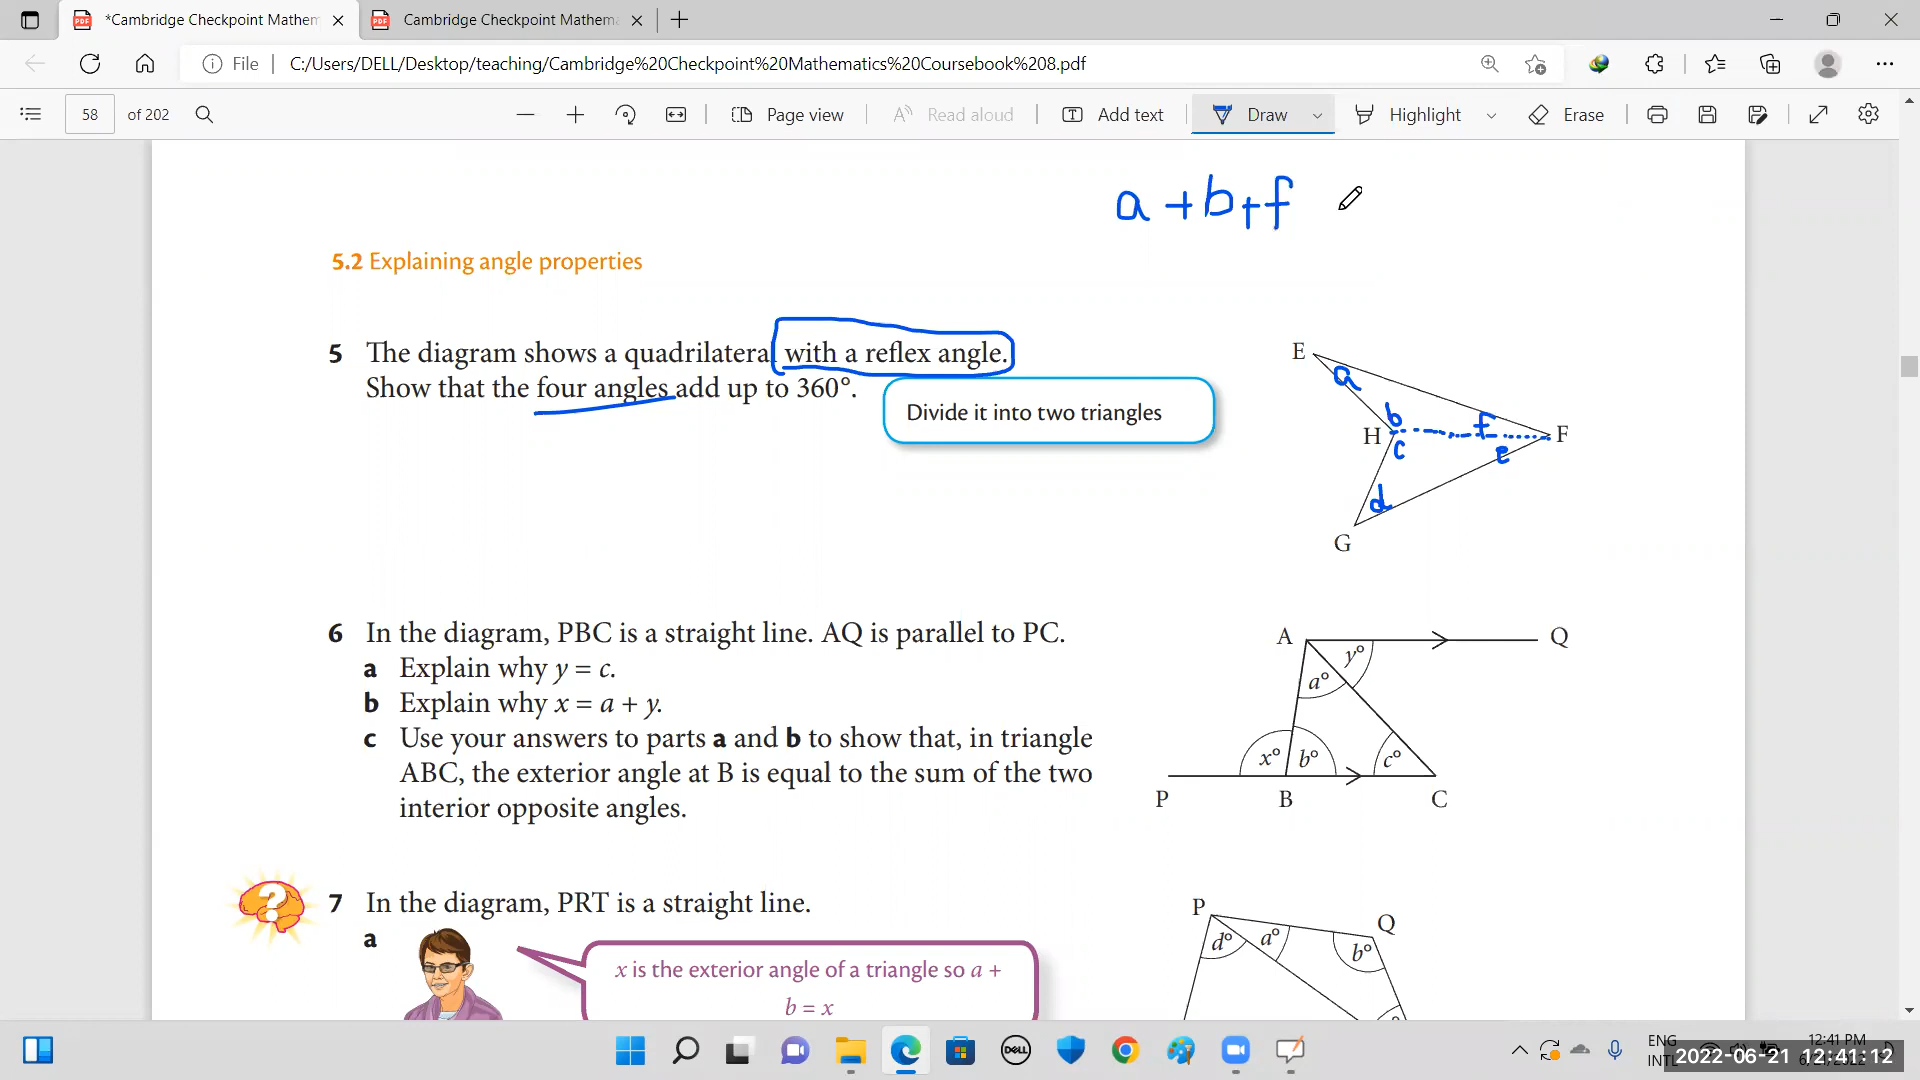 *Cambridge Checkpoint Mathem
Cambridge Checkpoint Mathema
File
C:/Users/DELL/Desktop/teaching/Cambridge%20Checkpoint%20Mathematics%20Coursebook%208.pdf
58 of 202
Page view
Read aloud
Add text
Draw
Highlight
Erase
a + b + f
5.2 Explaining angle properties
5 The diagram shows a quadrilateral with a reflex angle.
Show that the four angles add up to 360°.
Divide it into two triangles
E
a
b
f
H
F
c
e
d
G
6 In the diagram, PBC is a straight line. AQ is parallel to PC.
a Explain why y = c.
b Explain why x = a + y.
c Use your answers to parts a and b to show that, in triangle
ABC, the exterior angle at B is equal to the sum of the two
interior opposite angles.
A
Q
y°
a°
x°
b°
c°
P
B
C
7 In the diagram, PRT is a straight line.
a
x is the exterior angle of a triangle so a +
b = x
P
Q
d°
a°
b°
DELL
ENG
12:41 PM
2022-06-21 12:41:12